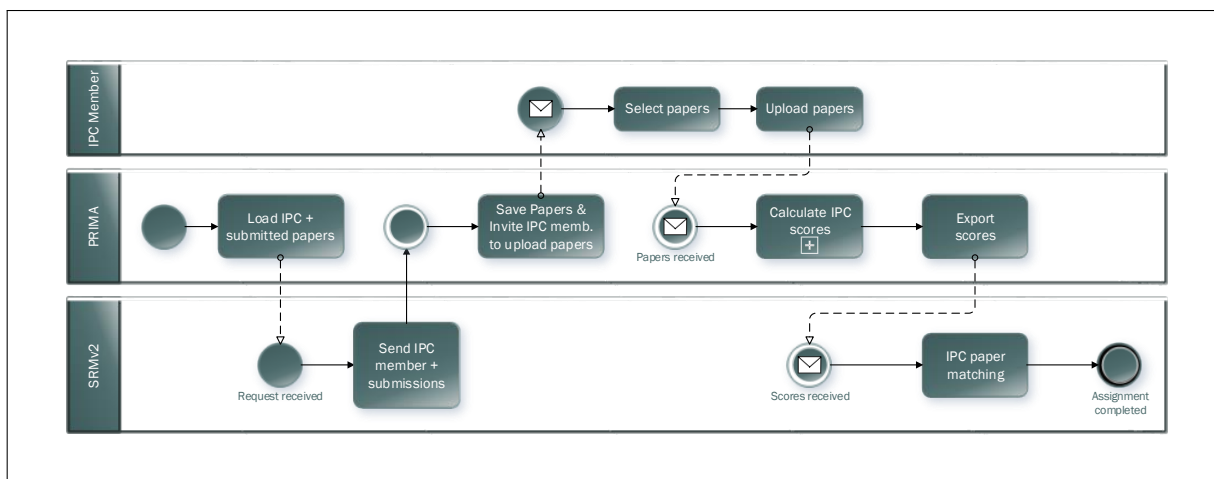 IPC Member
Select papers
Upload papers
PRIMA
Load IPC +
submitted papers
Save Papers &
Invite IPC memb.
to upload papers
Papers received
Calculate IPC
scores
Export
scores
SRMv2
Request received
Send IPC
member +
submissions
Scores received
IPC paper
matching
Assignment
completed